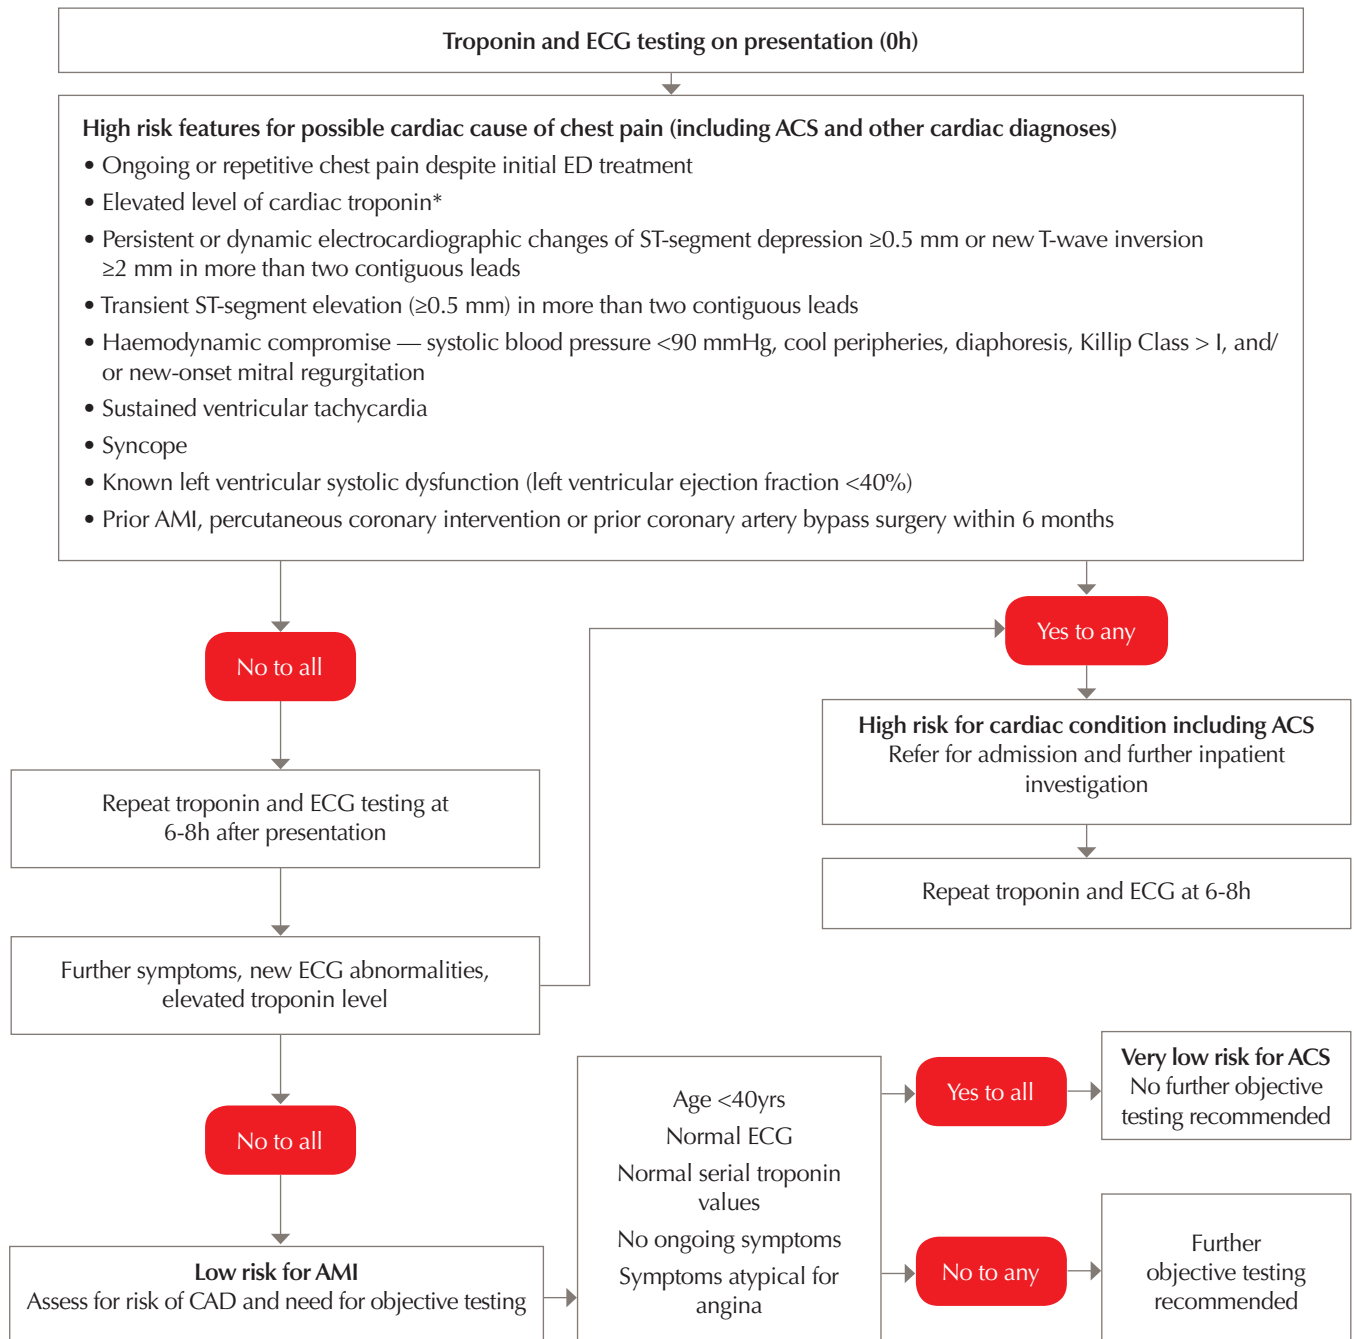 Troponin and ECG testing on presentation (0h)
High risk features for possible cardiac cause of chest pain (including ACS and other cardiac diagnoses)
• Ongoing or repetitive chest pain despite initial ED treatment
• Elevated level of cardiac troponin*
• Persistent or dynamic electrocardiographic changes of ST-segment depression ≥0.5 mm or new T-wave inversion
≥2 mm in more than two contiguous leads
• Transient ST-segment elevation (≥0.5 mm) in more than two contiguous leads
• Haemodynamic compromise — systolic blood pressure <90 mmHg, cool peripheries, diaphoresis, Killip Class > I, and/
or new-onset mitral regurgitation
• Sustained ventricular tachycardia
• Syncope
• Known left ventricular systolic dysfunction (left ventricular ejection fraction <40%)
• Prior AMI, percutaneous coronary intervention or prior coronary artery bypass surgery within 6 months
No to all
Yes to any
Repeat troponin and ECG testing at
6-8h after presentation
High risk for cardiac condition including ACS
Refer for admission and further inpatient
investigation
Repeat troponin and ECG at 6-8h
Further symptoms, new ECG abnormalities,
elevated troponin level
No to all
Low risk for AMI
Assess for risk of CAD and need for objective testing
Age <40yrs
Normal ECG
Normal serial troponin
values
No ongoing symptoms
Symptoms atypical for
angina
Yes to all
Very low risk for ACS
No further objective
testing recommended
No to any
Further
objective testing
recommended